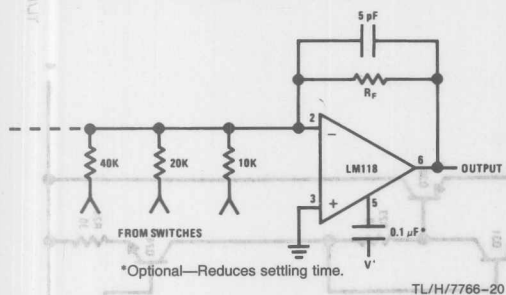 5 pF
R_F
2
40K
20K
10K
LM118
6
OUTPUT
3
5
FROM SWITCHES
0.1 μF*
V+
*Optional—Reduces settling time.
TL/H/7766-20